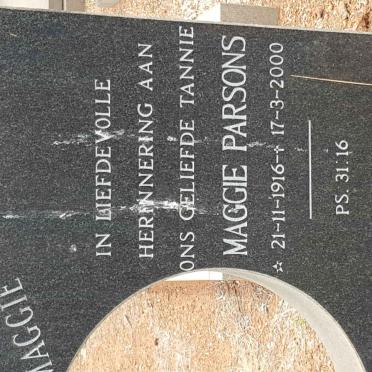 IN LIEFDEVOLLE
HERINNERING AAN
ONS GELIEFDE TANNIE
MAGGIE PARSONS
☆ 21-11-1916 ✝ 17-3-2000
PS. 31:16
MAGGIE